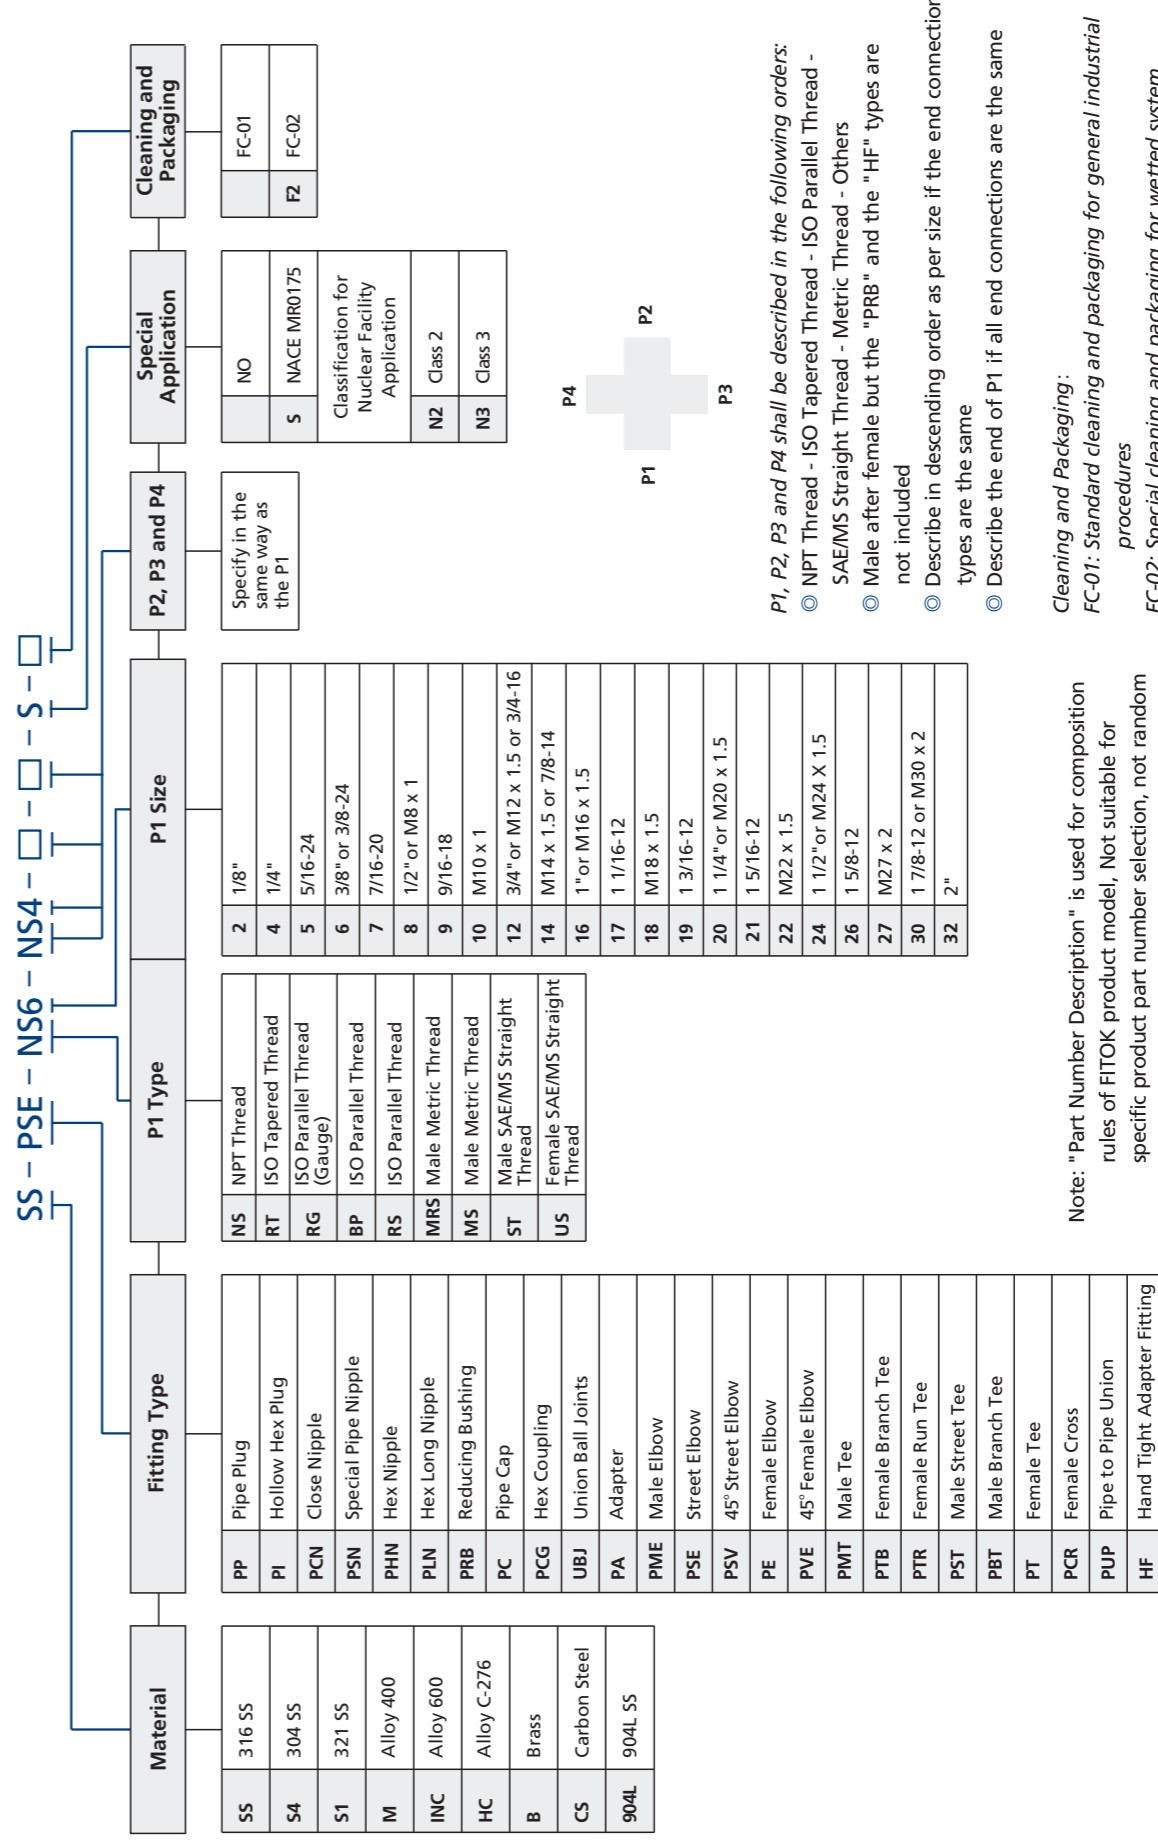 SS – PSE – NS6 – NS4 – □ – □ – S – □
Material
SS 316 SS
S4 304 SS
S1 321 SS
M Alloy 400
INC Alloy 600
HC Alloy C-276
B Brass
CS Carbon Steel
904L 904L SS
Fitting Type
PP Pipe Plug
PI Hollow Hex Plug
PCN Close Nipple
PSN Special Pipe Nipple
PHN Hex Nipple
PLN Hex Long Nipple
PRB Reducing Bushing
PC Pipe Cap
PCG Hex Coupling
UBJ Union Ball Joints
PA Adapter
PME Male Elbow
PSE Street Elbow
PSV 45° Street Elbow
PE Female Elbow
PVE 45° Female Elbow
PMT Male Tee
PTB Female Branch Tee
PTR Female Run Tee
PST Male Street Tee
PBT Male Branch Tee
PT Female Tee
PCR Female Cross
PUP Pipe to Pipe Union
HF Hand Tight Adapter Fitting
P1 Type
NS NPT Thread
RT ISO Tapered Thread
RG ISO Parallel Thread
(Gauge)
BP ISO Parallel Thread
RS ISO Parallel Thread
MRS Male Metric Thread
MS Male Metric Thread
ST Male SAE/MS Straight
Thread
US Female SAE/MS Straight
Thread
P1 Size
2 1/8"
4 1/4"
5 5/16-24
6 3/8" or 3/8-24
7 7/16-20
8 1/2" or M8 x 1
9 9/16-18
10 M10 x 1
12 3/4" or M12 x 1.5 or 3/4-16
14 M14 x 1.5 or 7/8-14
16 1"or M16 x 1.5
17 1 1/16-12
18 M18 x 1.5
19 1 3/16-12
20 1 1/4" or M20 x 1.5
21 1 5/16-12
22 M22 x 1.5
24 1 1/2" or M24 X 1.5
26 1 5/8-12
27 M27 x 2
30 1 7/8-12 or M30 x 2
32 2"
P2, P3 and P4
Specify in the
same way as
the P1
Special
Application
NO
S NACE MR0175
Classification for
Nuclear Facility
Application
N2 Class 2
N3 Class 3
Cleaning and
Packaging
FC-01
F2 FC-02
P4
P1
P2
P3
P1, P2, P3 and P4 shall be described in the following orders:
◎ NPT Thread - ISO Tapered Thread - ISO Parallel Thread -
SAE/MS Straight Thread - Metric Thread - Others
◎ Male after female but the "PRB" and the "HF" types are
not included
◎ Describe in descending order as per size if the end connection
types are the same
◎ Describe the end of P1 if all end connections are the same
Cleaning and Packaging:
FC-01: Standard cleaning and packaging for general industrial
procedures
FC-02: Special cleaning and packaging for wetted system
Note: "Part Number Description" is used for composition
rules of FITOK product model, Not suitable for
specific product part number selection, not random